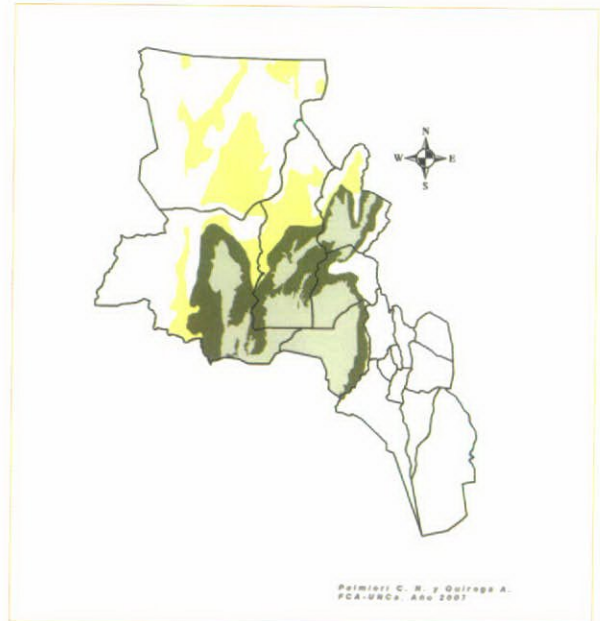 N
W E
S
Palmieri C. N. y Quiroga A.
FCA-UNCa. Año 2007